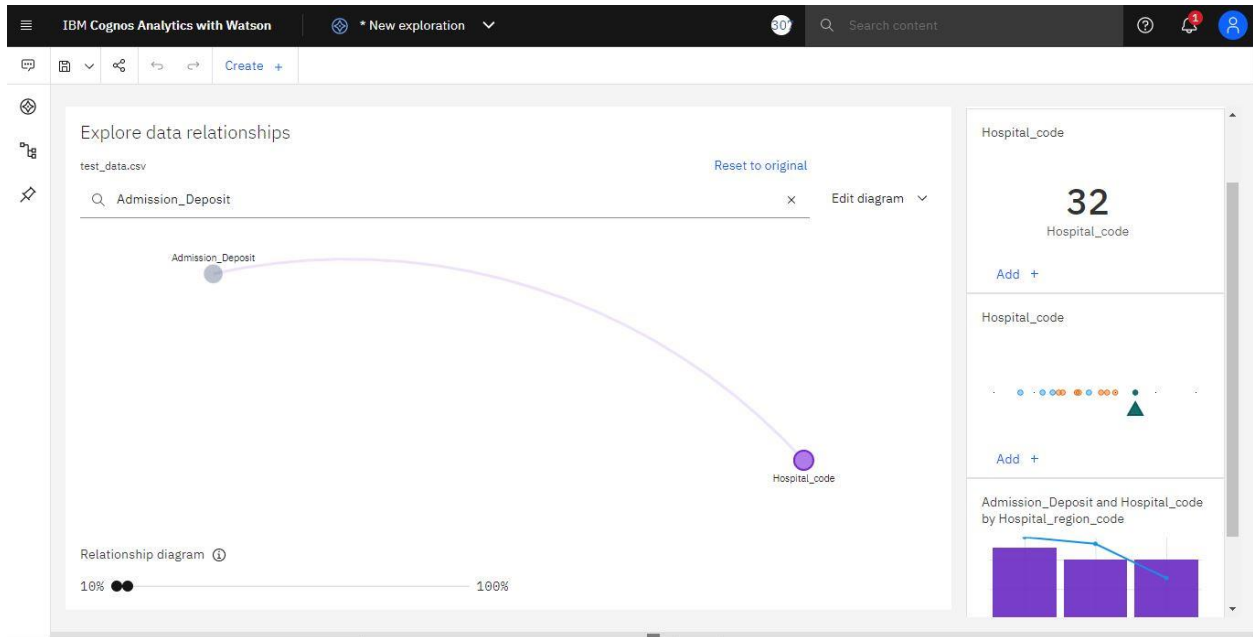 IBM Cognos Analytics with Watson
* New exploration
Search content
1
Create +
Explore data relationships
test_data.csv
Reset to original
Admission_Deposit
Edit diagram
Admission_Deposit
Hospital_code
Relationship diagram
10%
100%
Hospital_code
32
Hospital_code
Add +
Hospital_code
Add +
Admission_Deposit and Hospital_code
by Hospital_region_code